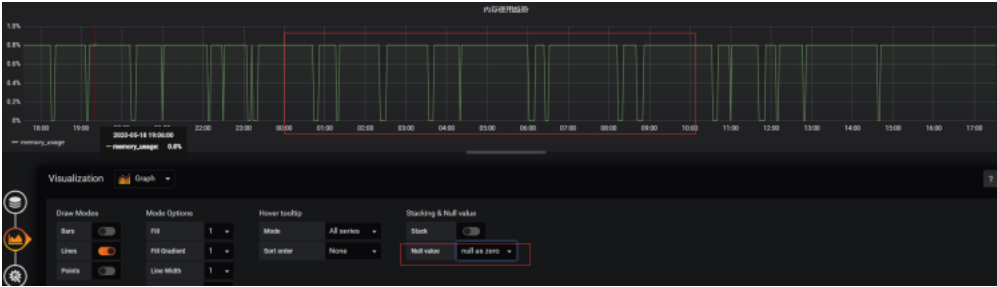 内存使用趋势
1.0%
0.8%
0.6%
0.4%
0.2%
0%
18:00 19:00 22:00 23:00 00:00 01:00 02:00 03:00 04:00 05:00 06:00 07:00 08:00 09:00 10:00 11:00 12:00 13:00 14:00 15:00 16:00 17:00
memory_usage
2020-05-18 19:06:00
memory_usage: 0.8%
Visualization Graph ?
Draw Modes Mode Options Hover tooltip Stacking & Null value
Bars Fill 1 Mode All series Stack
Lines Fill Gradient 1 Sort order None Null value null as zero
Points Line Width 1